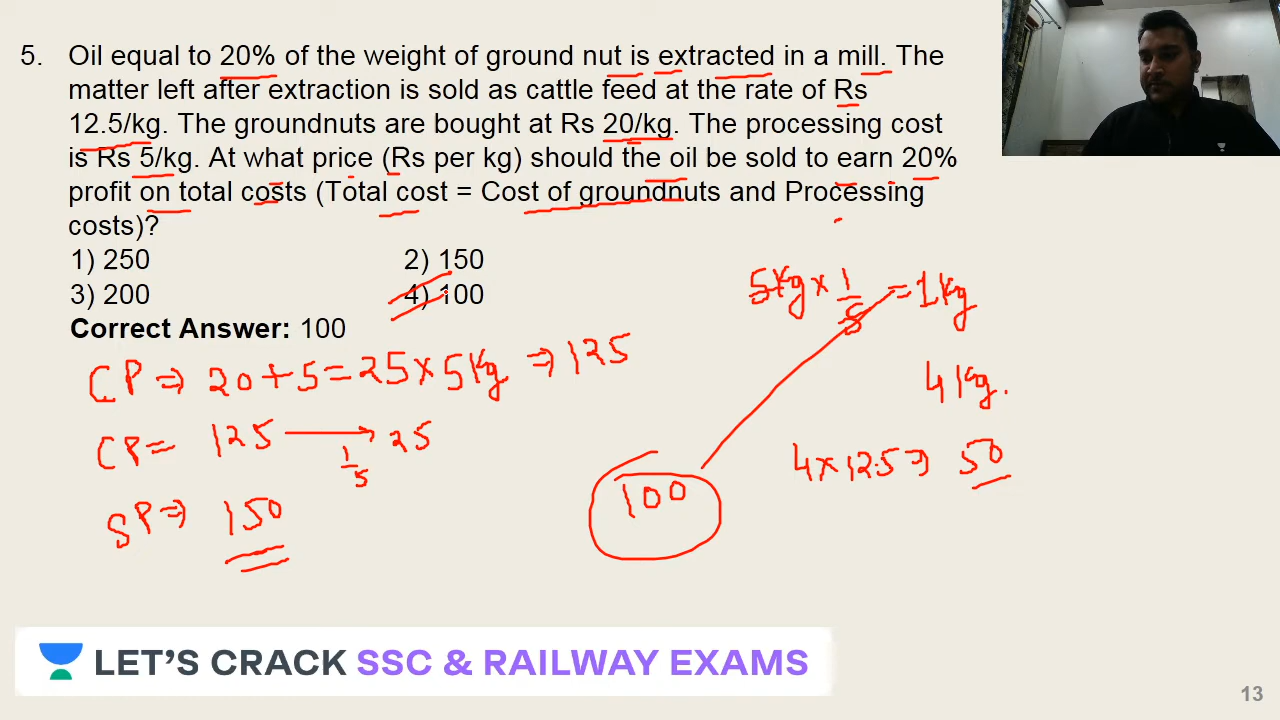 5. Oil equal to 20% of the weight of ground nut is extracted in a mill. The
matter left after extraction is sold as cattle feed at the rate of Rs
12.5/kg. The groundnuts are bought at Rs 20/kg. The processing cost
is Rs 5/kg. At what price (Rs per kg) should the oil be sold to earn 20%
profit on total costs (Total cost = Cost of groundnuts and Processing
costs)?
1) 250 2) 150
3) 200 4) 100
Correct Answer: 100
5Kg × 1/5 = 1Kg
CP ⇒ 20+5=25×5Kg ⇒125
4Kg.
CP= 125 → 25
1/5
4×12.5⇒ 50
SP⇒ 150
100
LET'S CRACK SSC & RAILWAY EXAMS
13